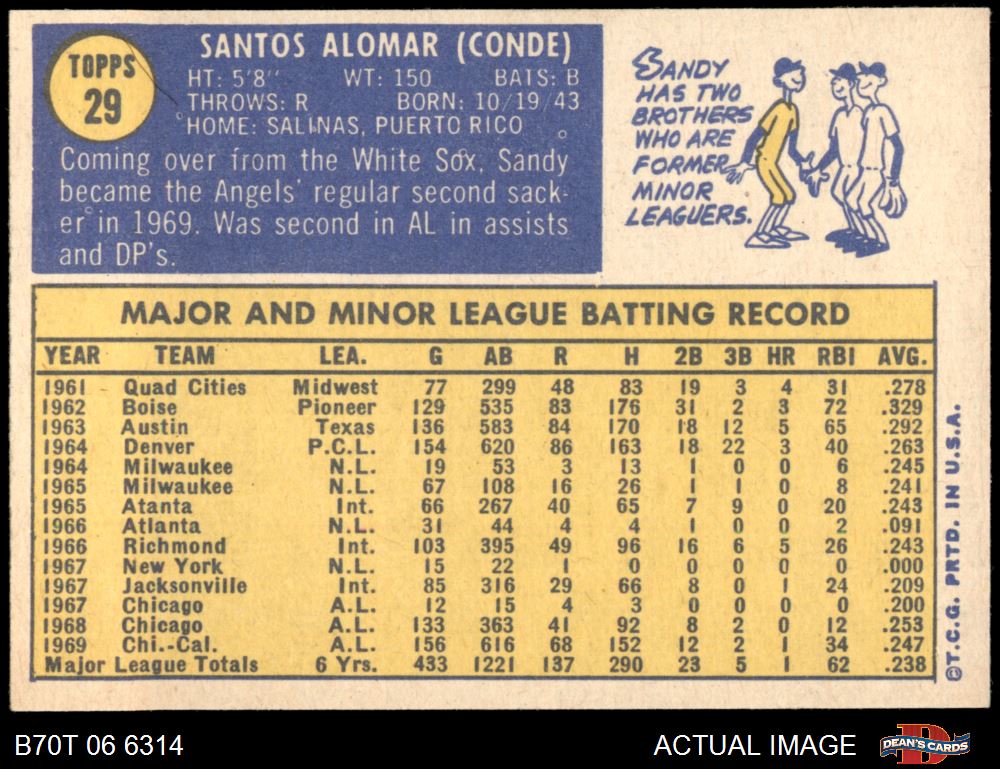 TOPPS
29
SANTOS ALOMAR (CONDE)
HT: 5'8" WT: 150 BATS: B
THROWS: R BORN: 10/19/43
HOME: SALINAS, PUERTO RICO
Coming over from the White Sox, Sandy
became the Angels' regular second sack-
er in 1969. Was second in AL in assists
and DP's.
SANDY
HAS TWO
BROTHERS
WHO ARE
FORMER
MINOR
LEAGUERS.
MAJOR AND MINOR LEAGUE BATTING RECORD
YEAR TEAM LEA. G AB R H 2B 3B HR RBI AVG.
1961 Quad Cities Midwest 77 299 48 83 19 3 4 31 .278
1962 Boise Pioneer 129 535 83 176 31 2 3 72 .329
1963 Austin Texas 136 583 84 170 18 12 5 65 .292
1964 Denver P.C.L. 154 620 86 163 18 22 3 40 .263
1964 Milwaukee N.L. 19 53 3 13 1 0 0 6 .245
1965 Milwaukee N.L. 67 108 16 26 1 1 0 8 .241
1965 Atanta Int. 66 267 40 65 7 9 0 20 .243
1966 Atlanta N.L. 31 44 4 4 1 0 0 2 .091
1966 Richmond Int. 103 395 49 96 16 6 5 26 .243
1967 New York N.L. 15 22 1 0 0 0 0 0 .000
1967 Jacksonville Int. 85 316 29 66 8 0 1 24 .209
1967 Chicago A.L. 12 15 4 3 0 0 0 0 .200
1968 Chicago A.L. 133 363 41 92 8 2 0 12 .253
1969 Chi.-Cal. A.L. 156 616 68 152 12 2 1 34 .247
Major League Totals 6 Yrs. 433 1221 137 290 23 5 1 62 .238
©T.C.G. PRTD. IN U.S.A.
B70T 06 6314
ACTUAL IMAGE
DEAN'S CARDS